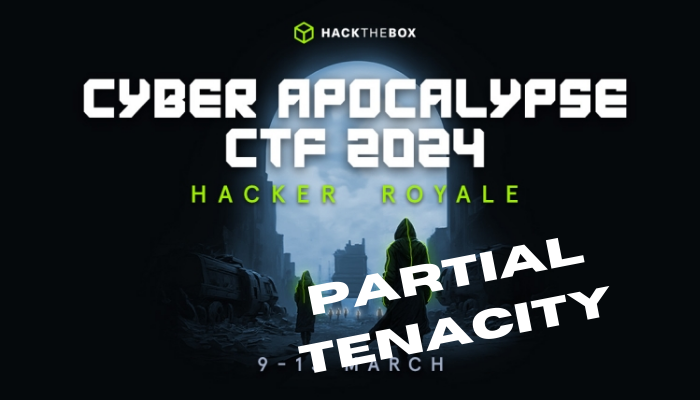 HACKTHEBOX
CYBER APOCALYPSE
CTF 2024
HACKER ROYALE
PARTIAL
TENACITY
MARCH